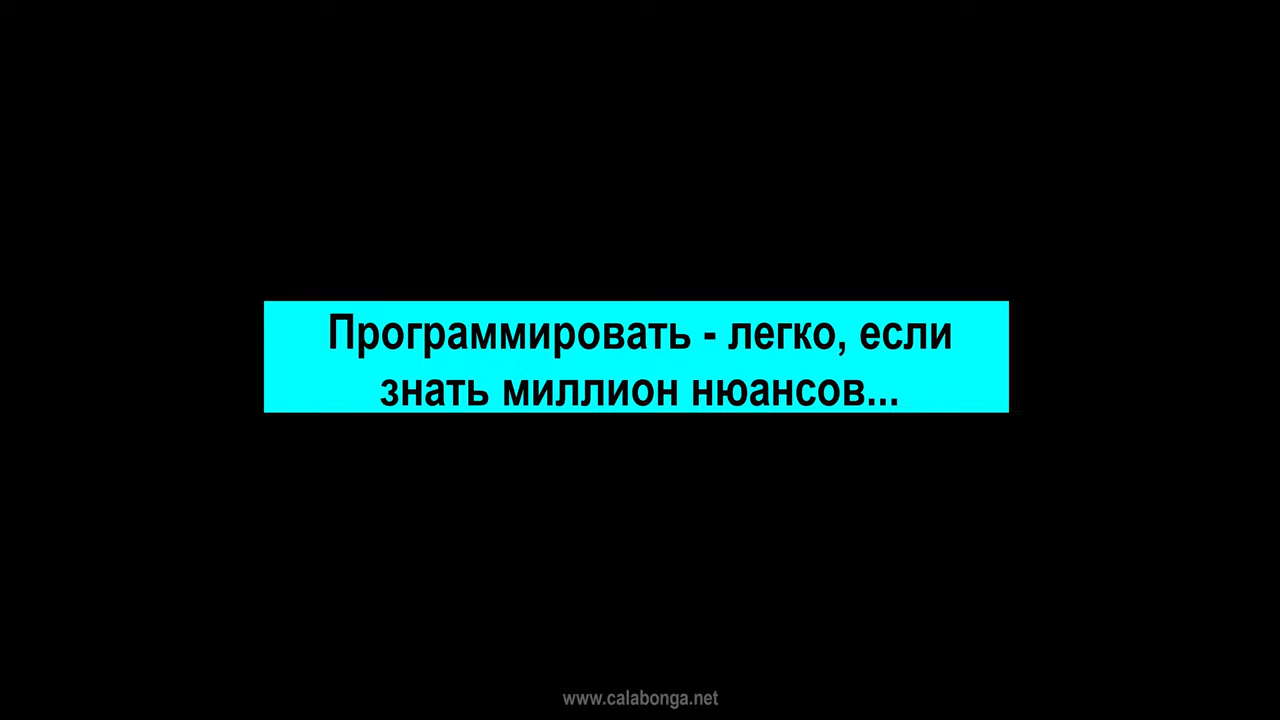 Программировать - легко, если
знать миллион нюансов...
www.calabonga.net